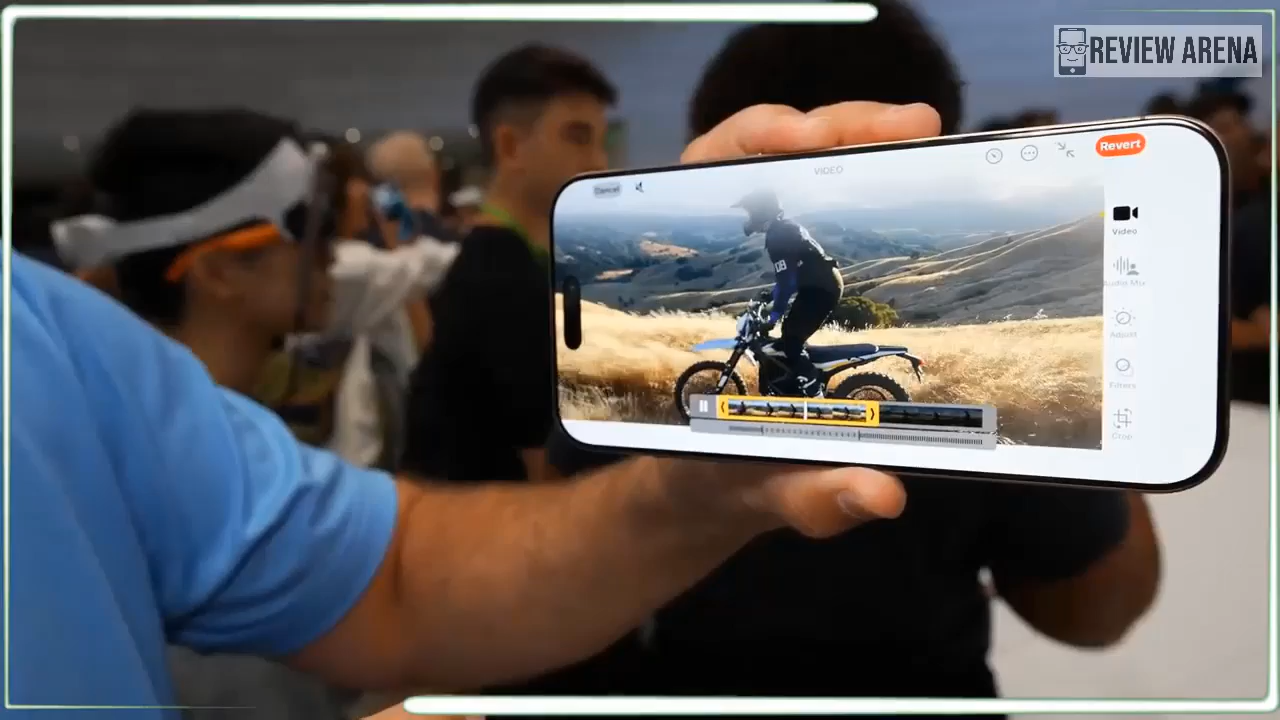 REVIEW ARENA
Revert
VIDEO
Cancel
Video
Audio Mix
Adjust
Filters
Crop